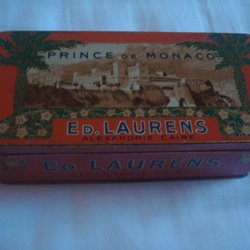 "PRINCE DE MONACO"
ED. LAURENS
ALEXANDRIE CAIRE
ED. LAURENS